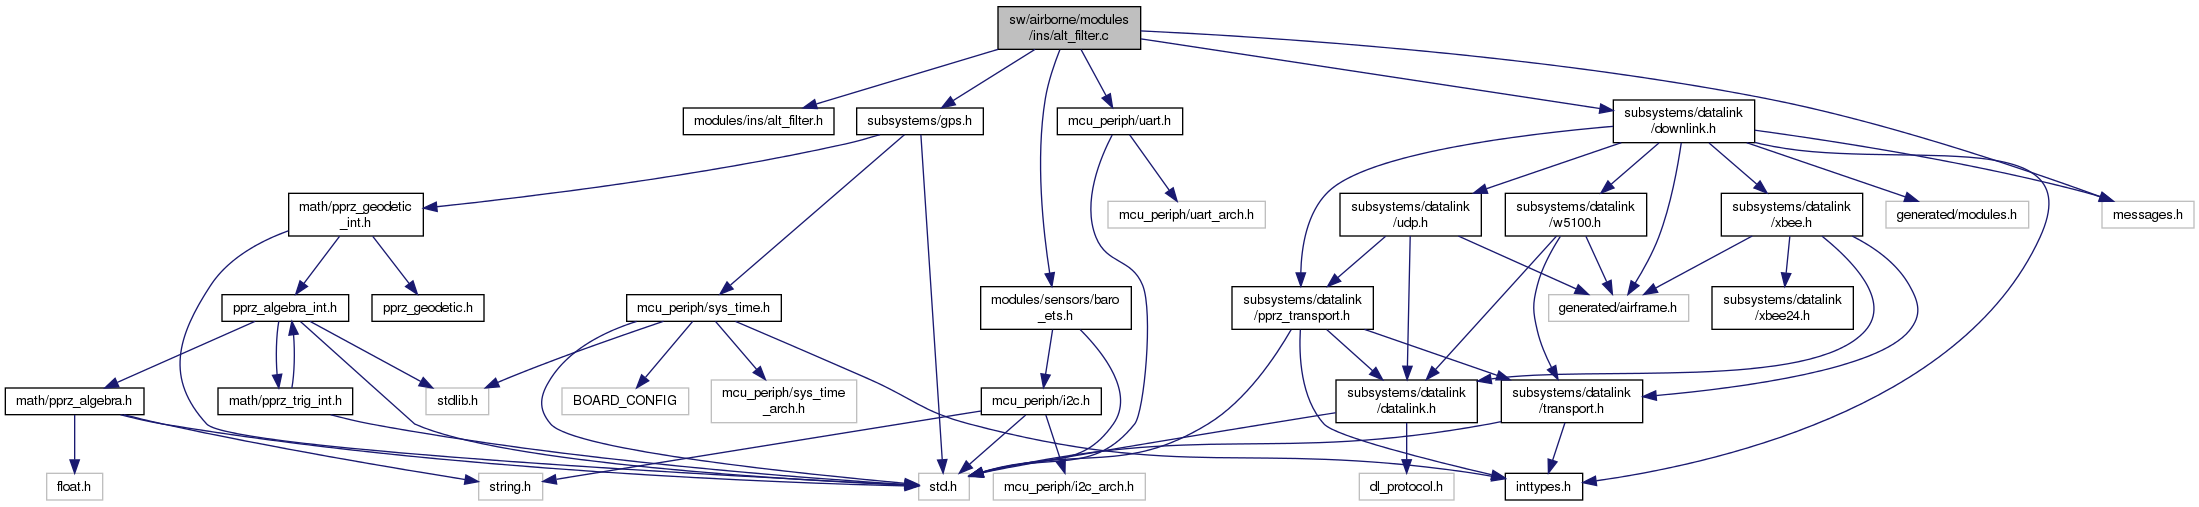 sw/airborne/modules
/ins/alt_filter.c
modules/ins/alt_filter.h
subsystems/gps.h
mcu_periph/uart.h
subsystems/datalink
/downlink.h
math/pprz_geodetic
_int.h
mcu_periph/uart_arch.h
subsystems/datalink
/udp.h
subsystems/datalink
/w5100.h
subsystems/datalink
/xbee.h
generated/modules.h
messages.h
pprz_algebra_int.h
pprz_geodetic.h
mcu_periph/sys_time.h
modules/sensors/baro
_ets.h
subsystems/datalink
/pprz_transport.h
generated/airframe.h
subsystems/datalink
/xbee24.h
math/pprz_algebra.h
math/pprz_trig_int.h
stdlib.h
BOARD_CONFIG
mcu_periph/sys_time
_arch.h
mcu_periph/i2c.h
subsystems/datalink
/datalink.h
subsystems/datalink
/transport.h
float.h
string.h
std.h
mcu_periph/i2c_arch.h
dl_protocol.h
inttypes.h